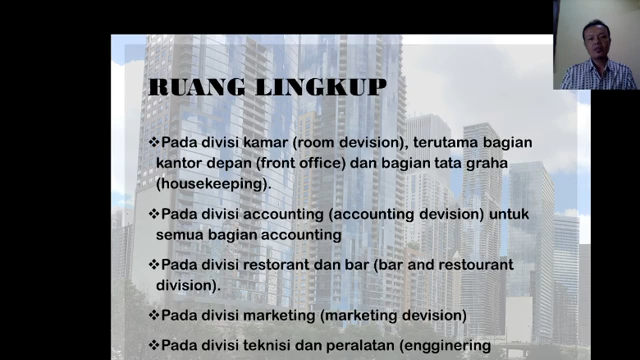 RUANG LINGKUP
❖Pada divisi kamar (room devision), terutama bagian
kantor depan (front office) dan bagian tata graha
(housekeeping).
❖Pada divisi accounting (accounting devision) untuk
semua bagian accounting
❖Pada divisi restorant dan bar (bar and restourant
division).
❖Pada divisi marketing (marketing devision)
❖Pada divisi teknisi dan peralatan (engginering